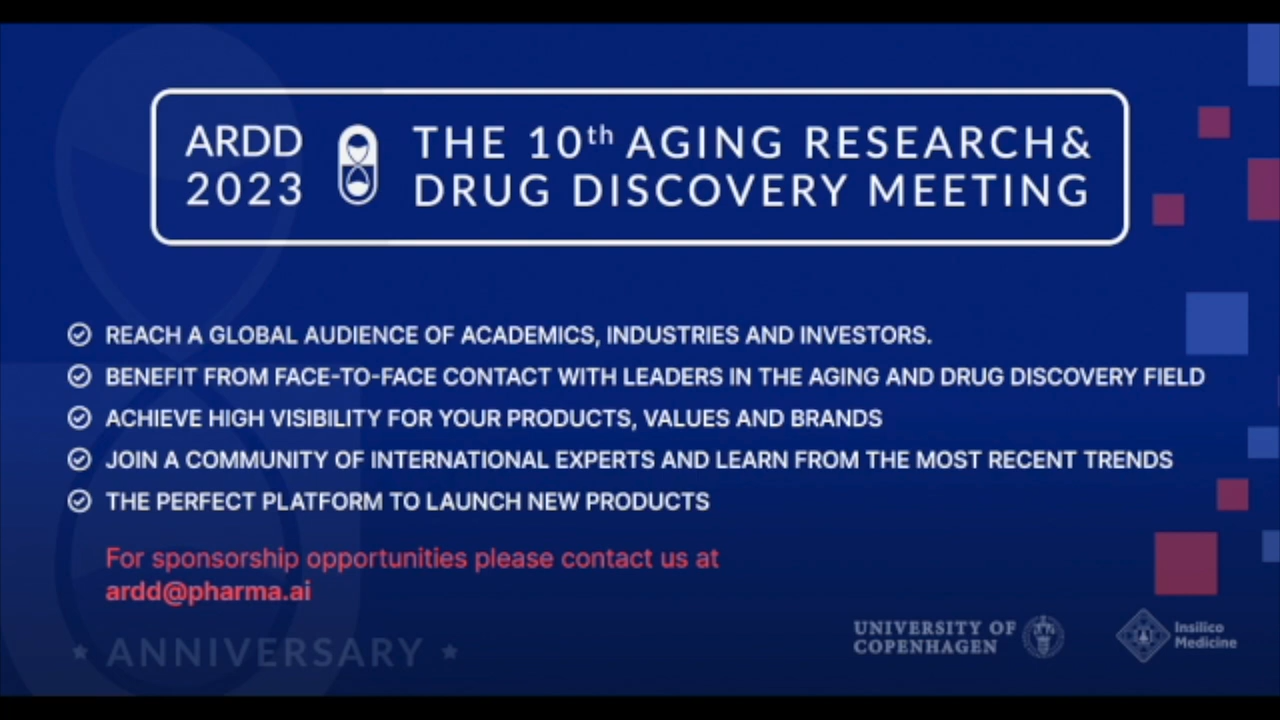 ARDD
2023
THE 10th AGING RESEARCH&
DRUG DISCOVERY MEETING
REACH A GLOBAL AUDIENCE OF ACADEMICS, INDUSTRIES AND INVESTORS.
BENEFIT FROM FACE-TO-FACE CONTACT WITH LEADERS IN THE AGING AND DRUG DISCOVERY FIELD
ACHIEVE HIGH VISIBILITY FOR YOUR PRODUCTS, VALUES AND BRANDS
JOIN A COMMUNITY OF INTERNATIONAL EXPERTS AND LEARN FROM THE MOST RECENT TRENDS
THE PERFECT PLATFORM TO LAUNCH NEW PRODUCTS
For sponsorship opportunities please contact us at
ardd@pharma.ai
ANNIVERSARY
UNIVERSITY OF
COPENHAGEN
Insilico
Medicine